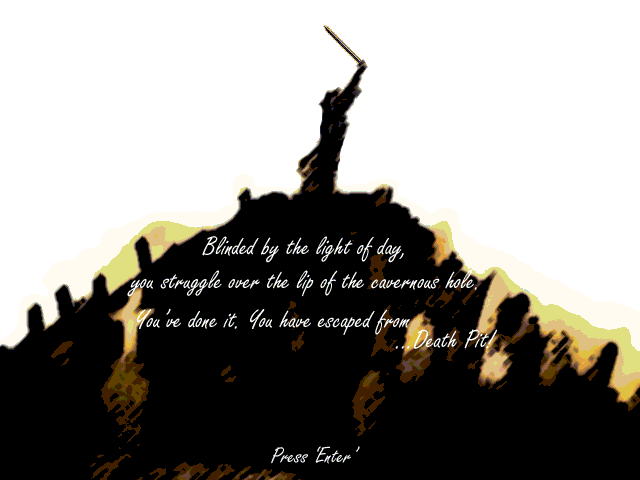 Blinded by the light of day,
you struggle over the lip of the cavernous hole.
You've done it. You have escaped from
...Death Pit!
Press 'Enter'